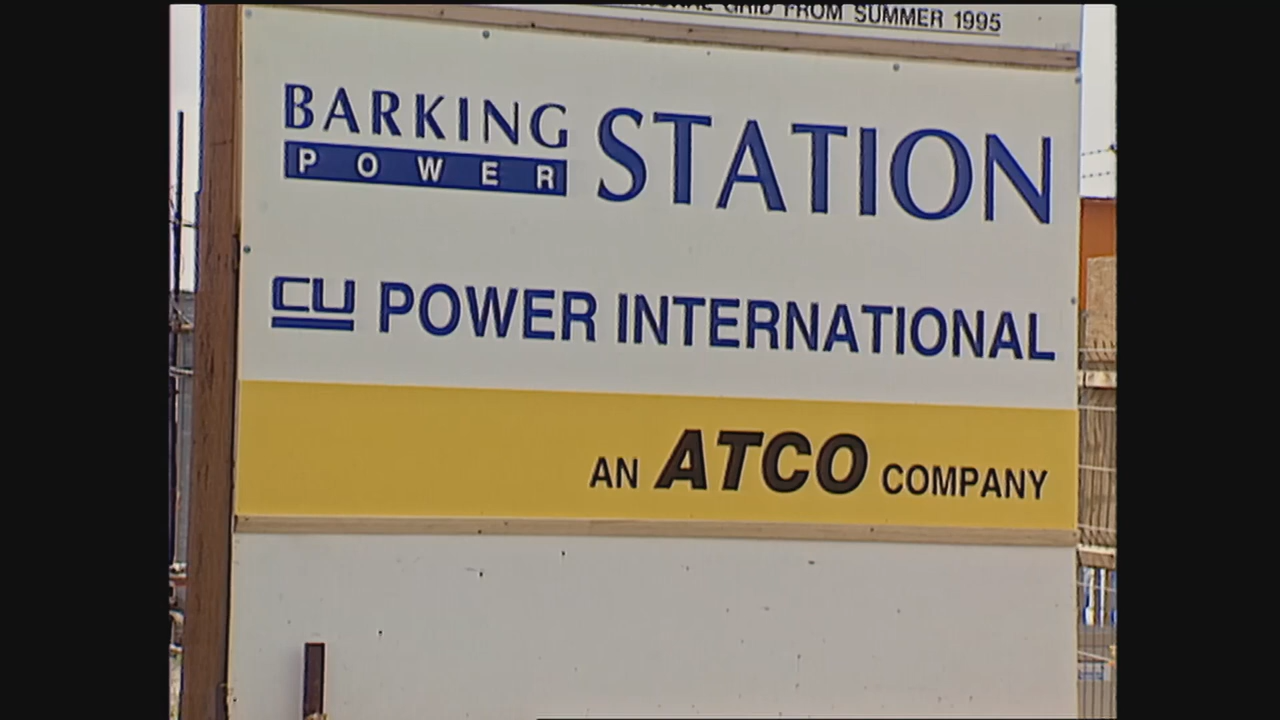 GRID FROM SUMMER 1995
BARKING
POWER
STATION
CU POWER INTERNATIONAL
AN ATCO COMPANY